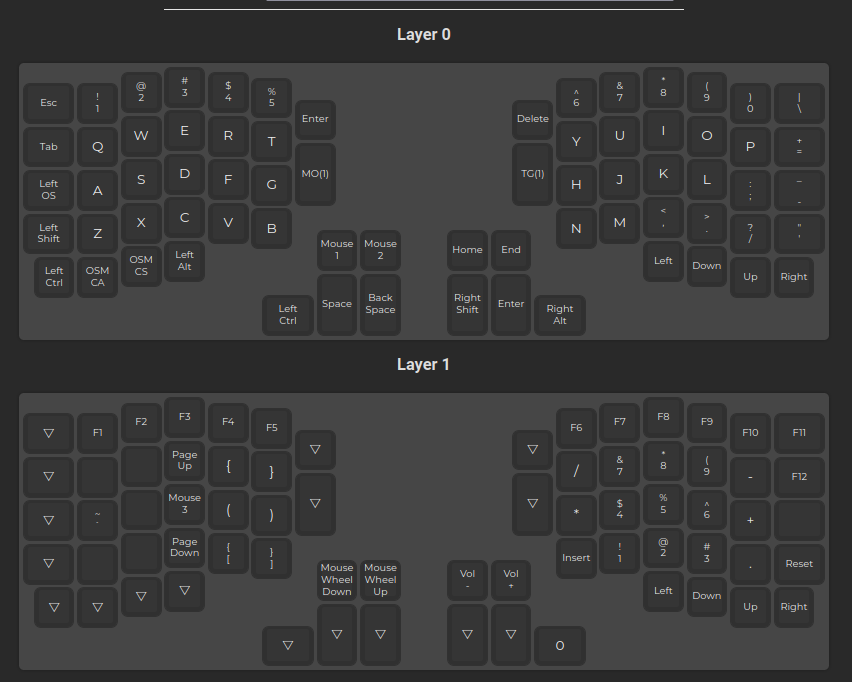 Layer 0
Esc
!
1
@
2
#
3
$
4
%
5
Enter
Delete
^
6
&
7
*
8
(
9
)
0
|
\
Tab
Q
W
E
R
T
MO(1)
TG(1)
Y
U
I
O
P
+
=
Left
OS
A
S
D
F
G
H
J
K
L
:
;
_
-
Left
Shift
Z
X
C
V
B
N
M
<
,
>
.
?
/
"
'
Left
Ctrl
OSM
CA
OSM
CS
Left
Alt
Mouse
1
Mouse
2
Home
End
Left
Down
Up
Right
Left
Ctrl
Space
Back
Space
Right
Shift
Enter
Right
Alt
Layer 1
▽
F1
F2
F3
F4
F5
▽
▽
F6
F7
F8
F9
F10
F11
▽
Page
Up
{
}
▽
▽
/
&
7
*
8
(
9
-
F12
▽
~
`
Mouse
3
(
)
*
$
4
%
5
^
6
+
▽
Page
Down
{
[
}
]
Insert
!
1
@
2
#
3
.
Reset
▽
▽
▽
▽
Mouse
Wheel
Down
Mouse
Wheel
Up
Vol
-
Vol
+
Left
Down
Up
Right
▽
▽
▽
▽
▽
0